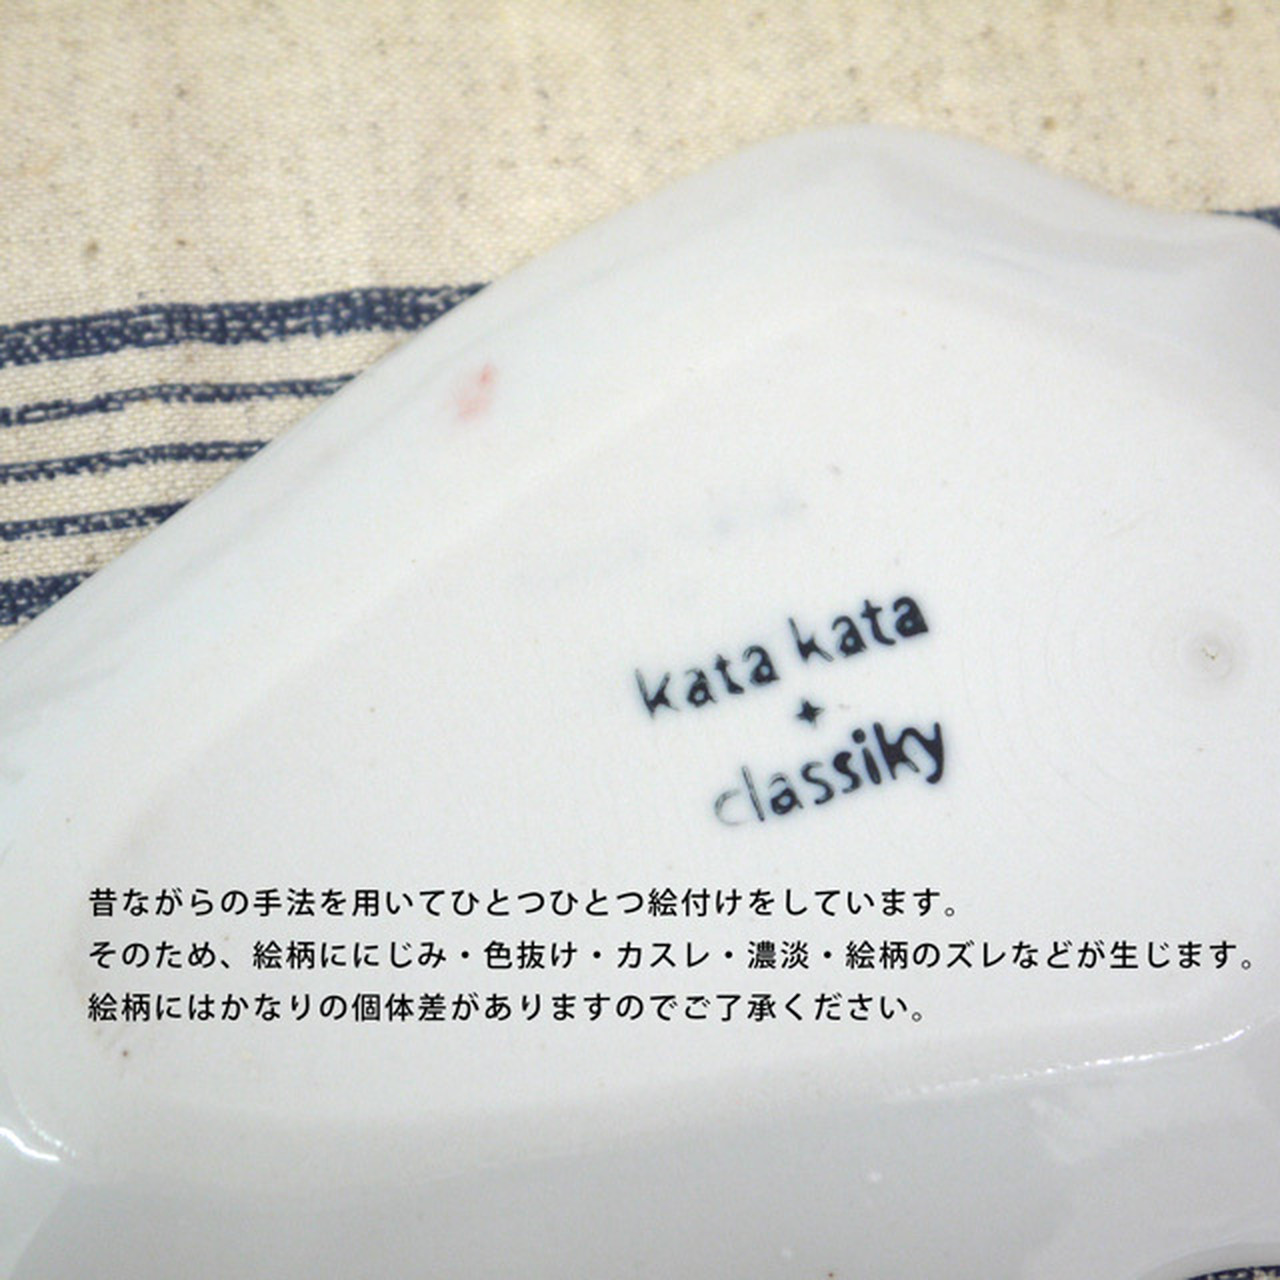 kata kata
+
classiky
昔ながらの手法を用いてひとつひとつ絵付けをしています。
そのため、絵柄ににじみ・色抜け・カスレ・濃淡・絵柄のズレなどが生じます。
絵柄にはかなりの個体差がありますのでご了承ください。